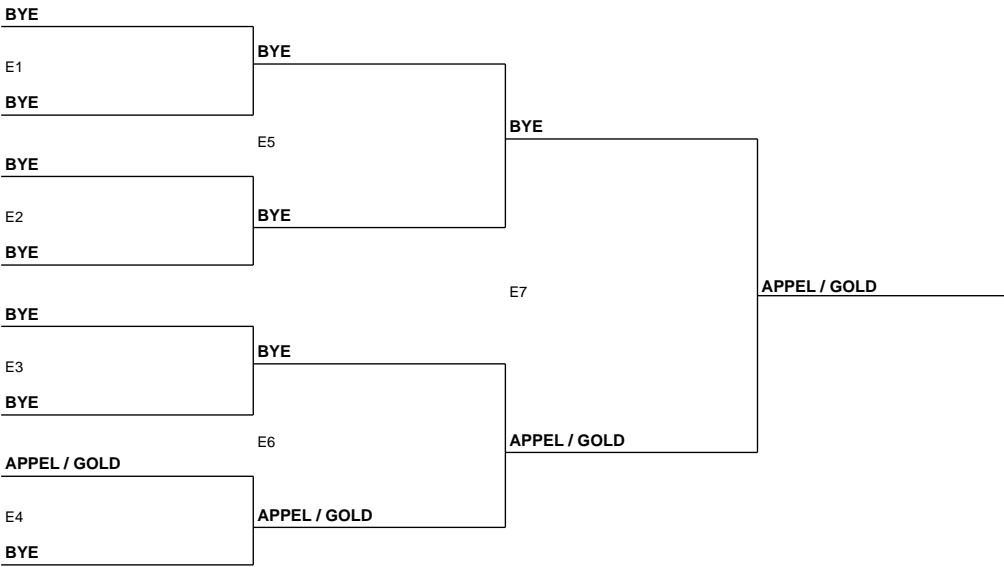 BYE
E1
BYE
BYE
E2
BYE
BYE
E3
BYE
APPEL / GOLD
E4
BYE
BYE
E5
BYE
BYE
E6
APPEL / GOLD
BYE
E7
APPEL / GOLD
APPEL / GOLD